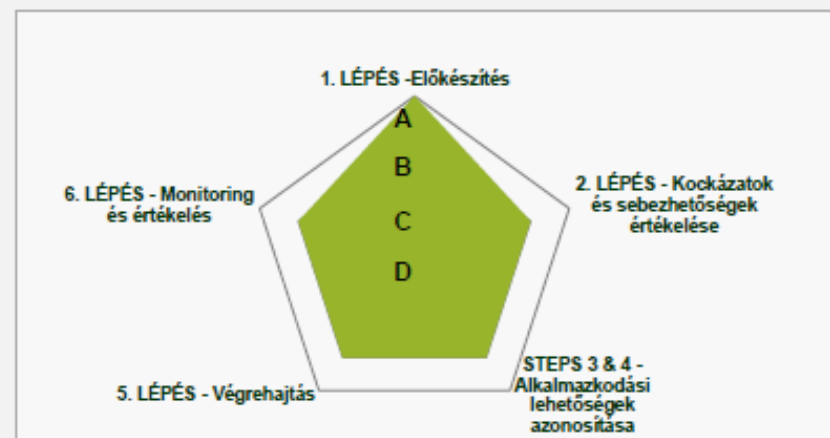 1. LÉPÉS -Előkészítés
A
B
C
D
2. LÉPÉS - Kockázatok
és sebezhetőségek
értékelése
STEPS 3 & 4 -
Alkalmazkodási
lehetőségek
azonosítása
5. LÉPÉS - Végrehajtás
6. LÉPÉS - Monitoring
és értékelés